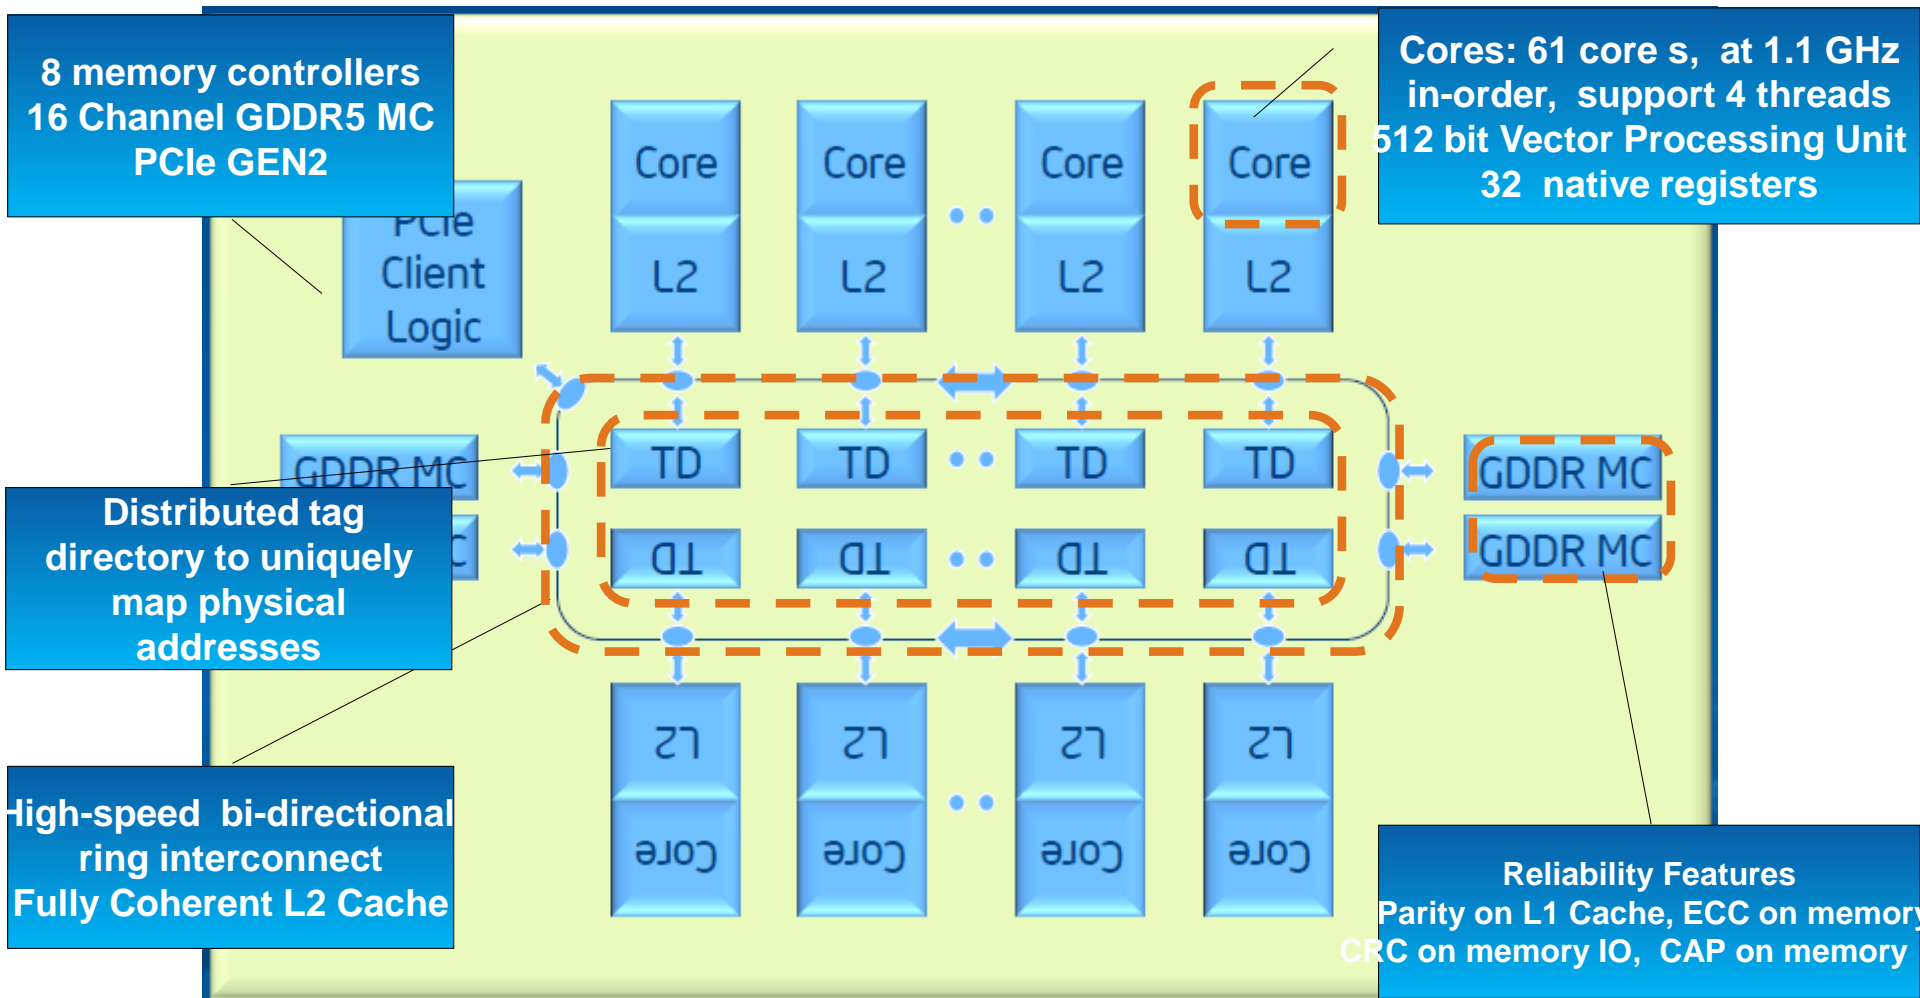 8 memory controllers
16 Channel GDDR5 MC
PCIe GEN2
Cores: 61 core s, at 1.1 GHz
in-order, support 4 threads
512 bit Vector Processing Unit
32 native registers
PCIe
Client
Logic
Core
Core
Core
Core
L2
L2
L2
L2
GDDR MC
TD
TD
TD
TD
GDDR MC
Distributed tag
directory to uniquely
map physical
addresses
TD
TD
TD
TD
GDDR MC
L2
L2
L2
L2
High-speed bi-directional
ring interconnect
Fully Coherent L2 Cache
Core
Core
Core
Core
Reliability Features
Parity on L1 Cache, ECC on memory
CRC on memory IO, CAP on memory